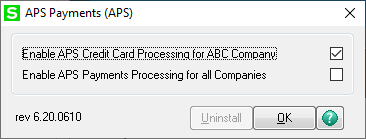 S APS Payments (APS)
Enable APS Credit Card Processing for ABC Company
Enable APS Payments Processing for all Companies
rev 6.20.0610 Uninstall OK ?